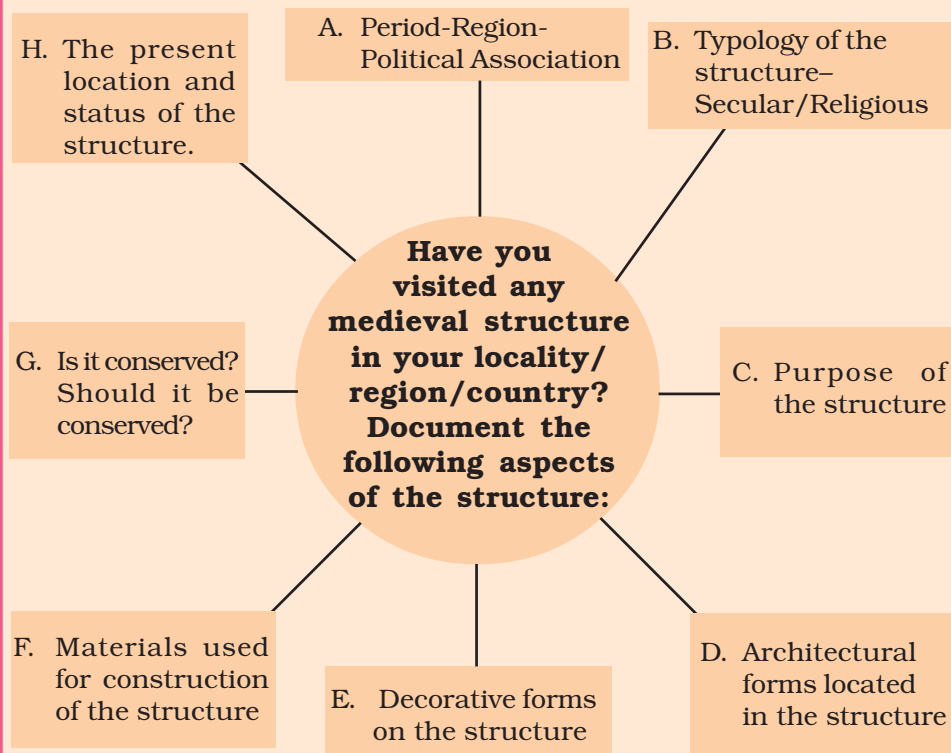 Have you
visited any
medieval structure
in your locality/
region/country?
Document the
following aspects
of the structure:
A. Period-Region-
Political Association
B. Typology of the
structure–
Secular/Religious
C. Purpose of
the structure
D. Architectural
forms located
in the structure
E. Decorative forms
on the structure
F. Materials used
for construction
of the structure
G. Is it conserved?
Should it be
conserved?
H. The present
location and
status of the
structure.